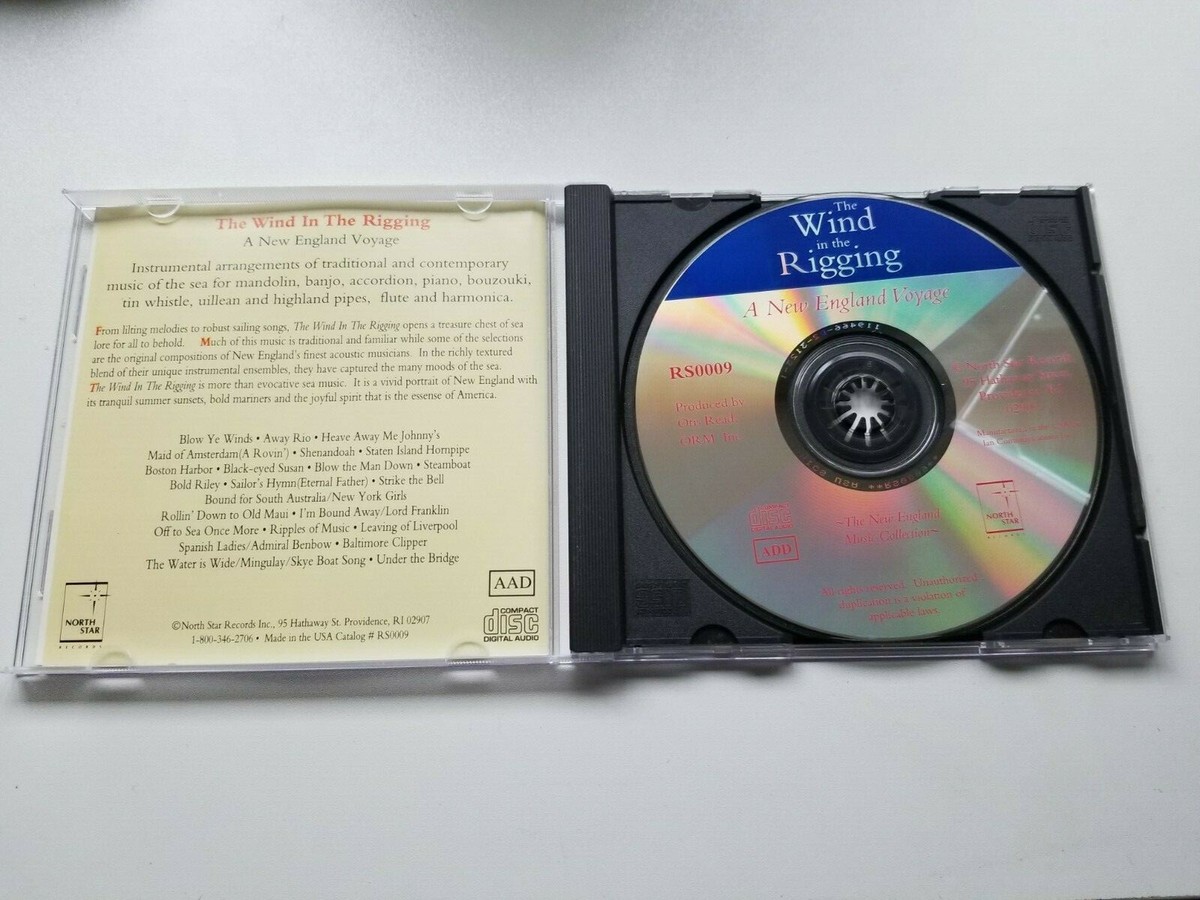 The Wind In The Rigging
A New England Voyage
Instrumental arrangements of traditional and contemporary
music of the sea for mandolin, banjo, accordion, piano, bouzouki,
tin whistle, uillean and highland pipes, flute and harmonica.
From lilting melodies to robust sailing songs, The Wind In The Rigging opens a treasure chest of sea
lore for all to behold. Much of this music is traditional and familiar while some of the selections
are the original compositions of New England's finest acoustic musicians. In the richly textured
blend of their unique instrumental ensembles, they have captured the many moods of the sea.
The Wind In The Rigging is more than evocative sea music. It is a vivid portrait of New England with
its tranquil summer sunsets, bold mariners and the joyful spirit that is the essense of America.
Blow Ye Winds • Away Rio • Heave Away Me Johnny's
Maid of Amsterdam(A Rovin') • Shenandoah • Staten Island Hornpipe
Boston Harbor • Black-eyed Susan • Blow the Man Down • Steamboat
Bold Riley • Sailor's Hymn(Eternal Father) • Strike the Bell
Bound for South Australia/New York Girls
Rollin' Down to Old Maui • I'm Bound Away/Lord Franklin
Off to Sea Once More • Ripples of Music • Leaving of Liverpool
Spanish Ladies/Admiral Benbow • Baltimore Clipper
The Water is Wide/Mingulay/Skye Boat Song • Under the Bridge
AAD
NORTH
STAR
RECORDS
©North Star Records Inc., 95 Hathaway St. Providence, RI 02907
1-800-346-2706 • Made in the USA Catalog # RS0009
COMPACT
disc
DIGITAL AUDIO
The
Wind
in the
Rigging
A New England Voyage
RS0009
Produced by
ORM, Inc.
ADD
~The New England
Music Collection~
NORTH
STAR
RECORDS
All rights reserved. Unauthorized
duplication is a violation of
applicable laws.